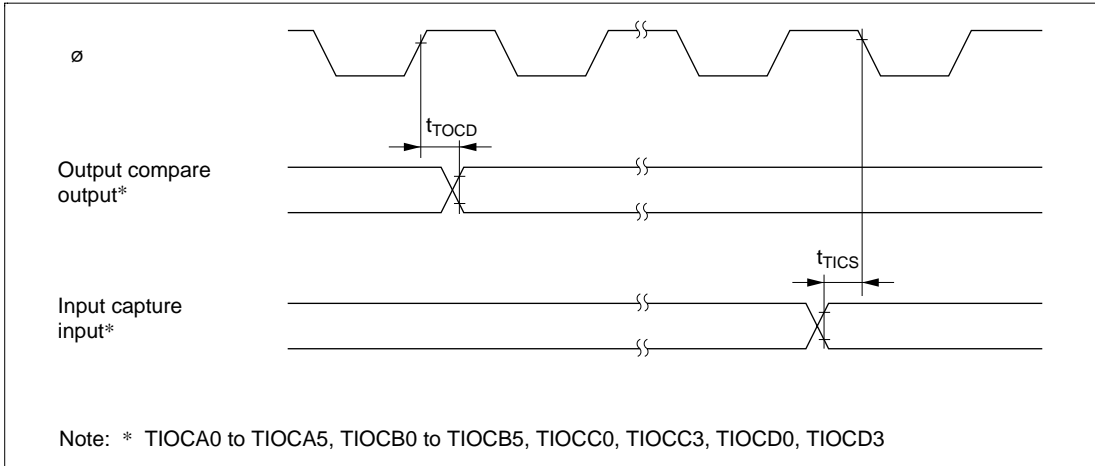 ø
tTOCD
Output compare
output*
tTICS
Input capture
input*
Note: * TIOCA0 to TIOCA5, TIOCB0 to TIOCB5, TIOCC0, TIOCC3, TIOCD0, TIOCD3